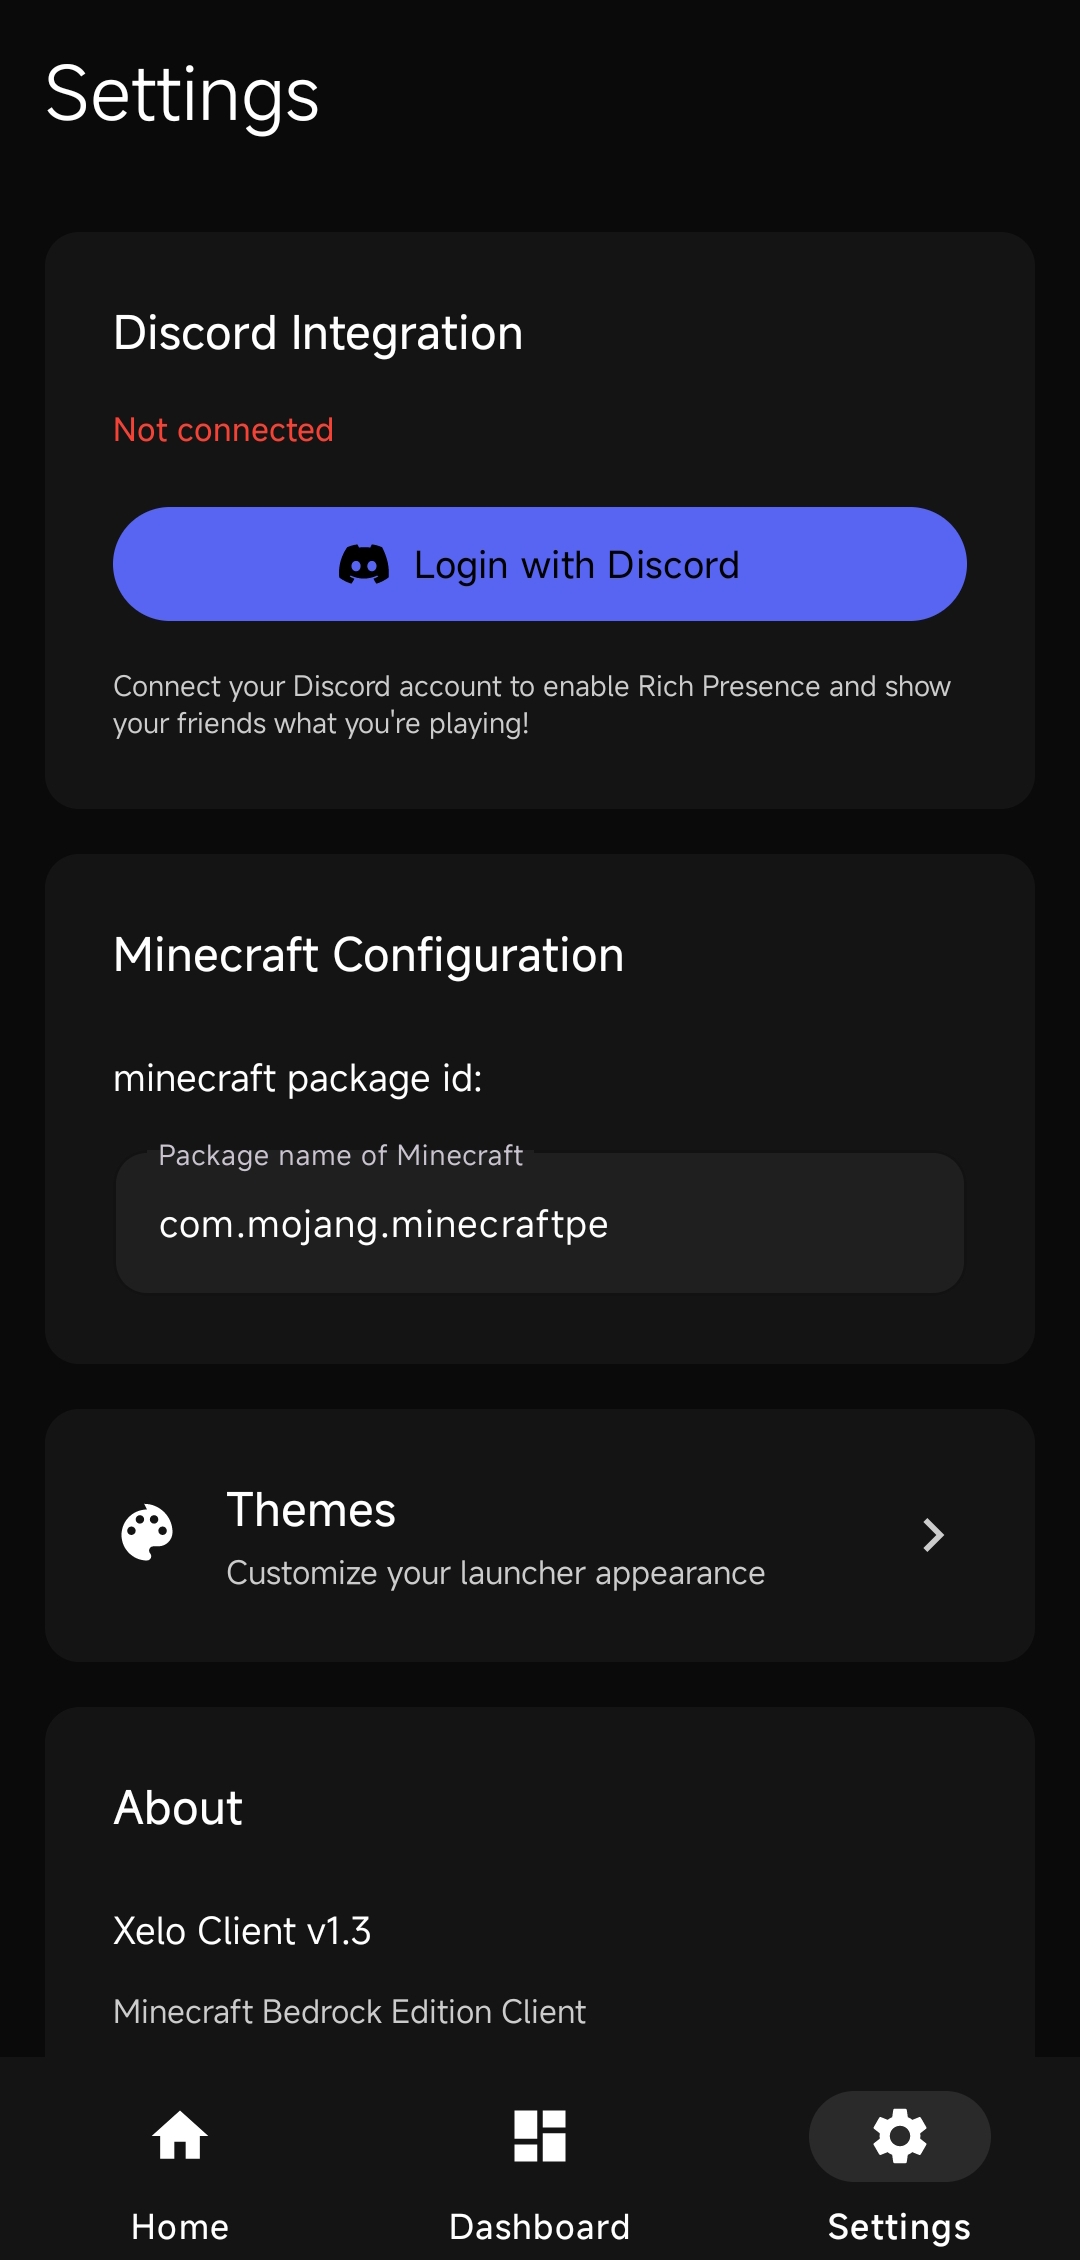 Settings
Discord Integration
Not connected
Login with Discord
Connect your Discord account to enable Rich Presence and show
your friends what you're playing!
Minecraft Configuration
minecraft package id:
Package name of Minecraft
com.mojang.minecraftpe
Themes
Customize your launcher appearance
About
Xelo Client v1.3
Minecraft Bedrock Edition Client
Home
Dashboard
Settings